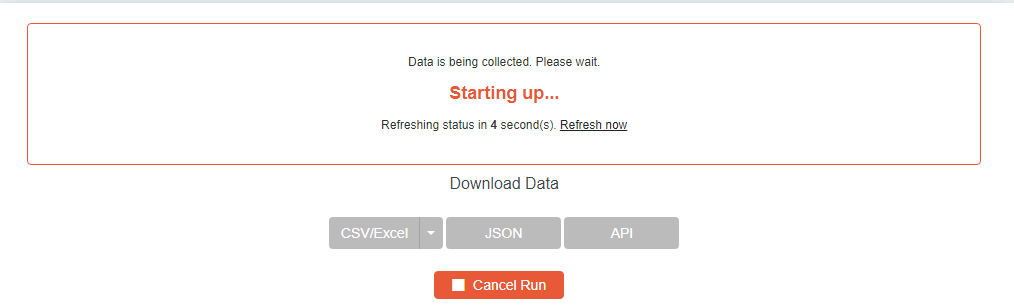 Data is being collected. Please wait.
Starting up...
Refreshing status in 4 second(s). Refresh now
Download Data
CSV/Excel JSON API
Cancel Run